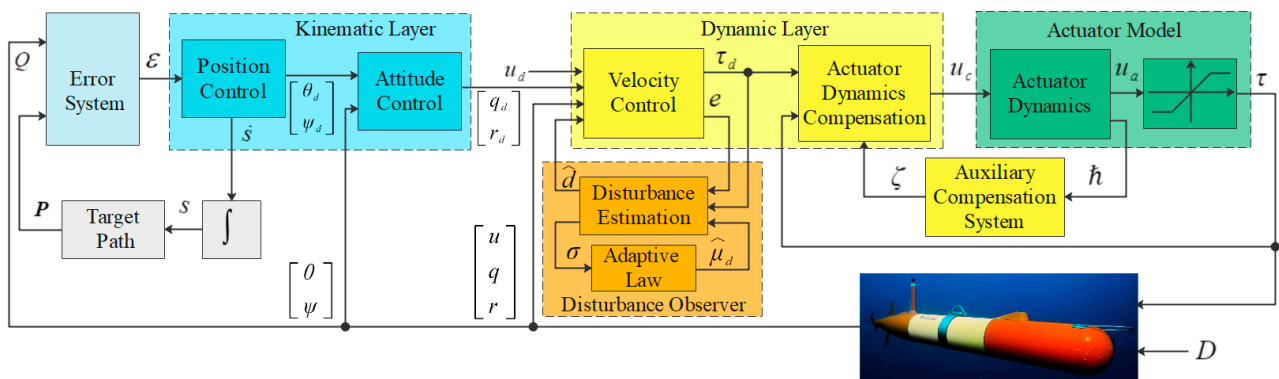 Kinematic Layer
Dynamic Layer
Actuator Model
Q
Error
System
ε
Position
Control
θ_d
ψ_d
Attitude
Control
u_d
q_d
r_d
Velocity
Control
τ_d
e
Actuator
Dynamics
Compensation
u_c
Actuator
Dynamics
u_a
τ
ṡ
P
Target
Path
s
∫
d̂
Disturbance
Estimation
σ
Adaptive
Law
μ̂_d
Disturbance Observer
ζ
Auxiliary
Compensation
System
ħ
θ
ψ
u
q
r
D